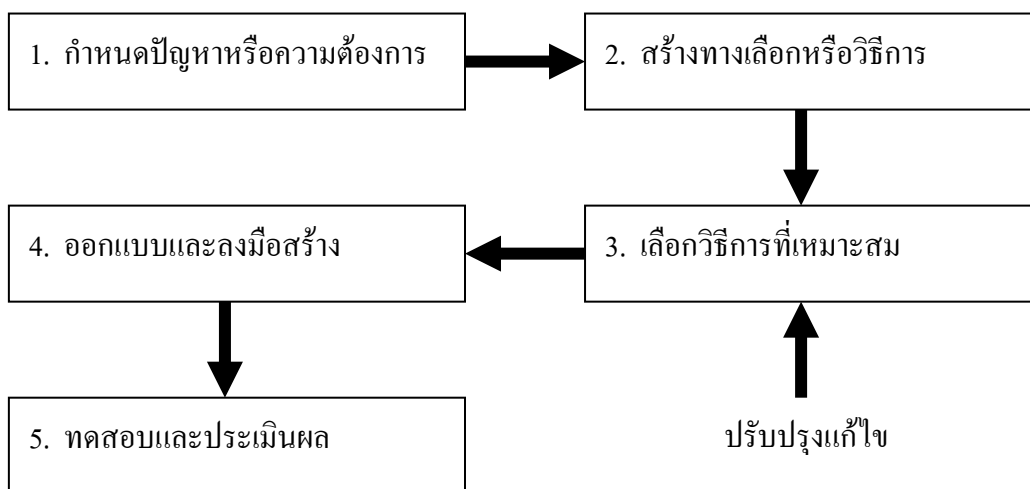 1. กำหนดปัญหาหรือความต้องการ
2. สร้างทางเลือกหรือวิธีการ
4. ออกแบบและลงมือสร้าง
3. เลือกวิธีการที่เหมาะสม
5. ทดสอบและประเมินผล
ปรับปรุงแก้ไข